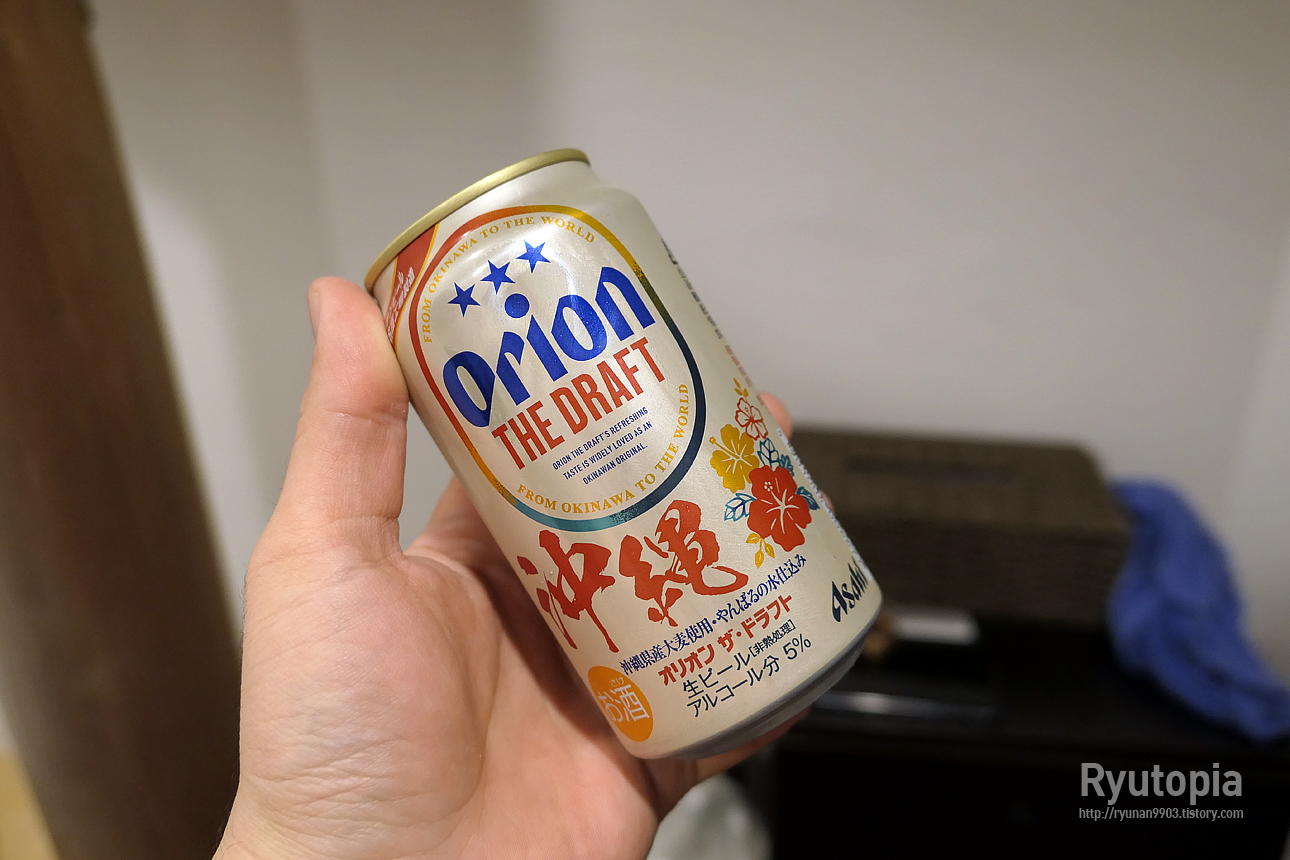 FROM OKINAWA TO THE WORLD
Orion
THE DRAFT
ORION THE DRAFT'S REFRESHING
TASTE IS WIDELY LOVED AS AN
OKINAWAN ORIGINAL.
FROM OKINAWA TO THE WORLD
沖縄
沖縄県産大麦使用・やんばるの水仕込み
オリオン ザ・ドラフト
生ビール[非熱処理]
アルコール分 5%
お酒
Asahi
Ryutopia
http://ryunan9903.tistory.com